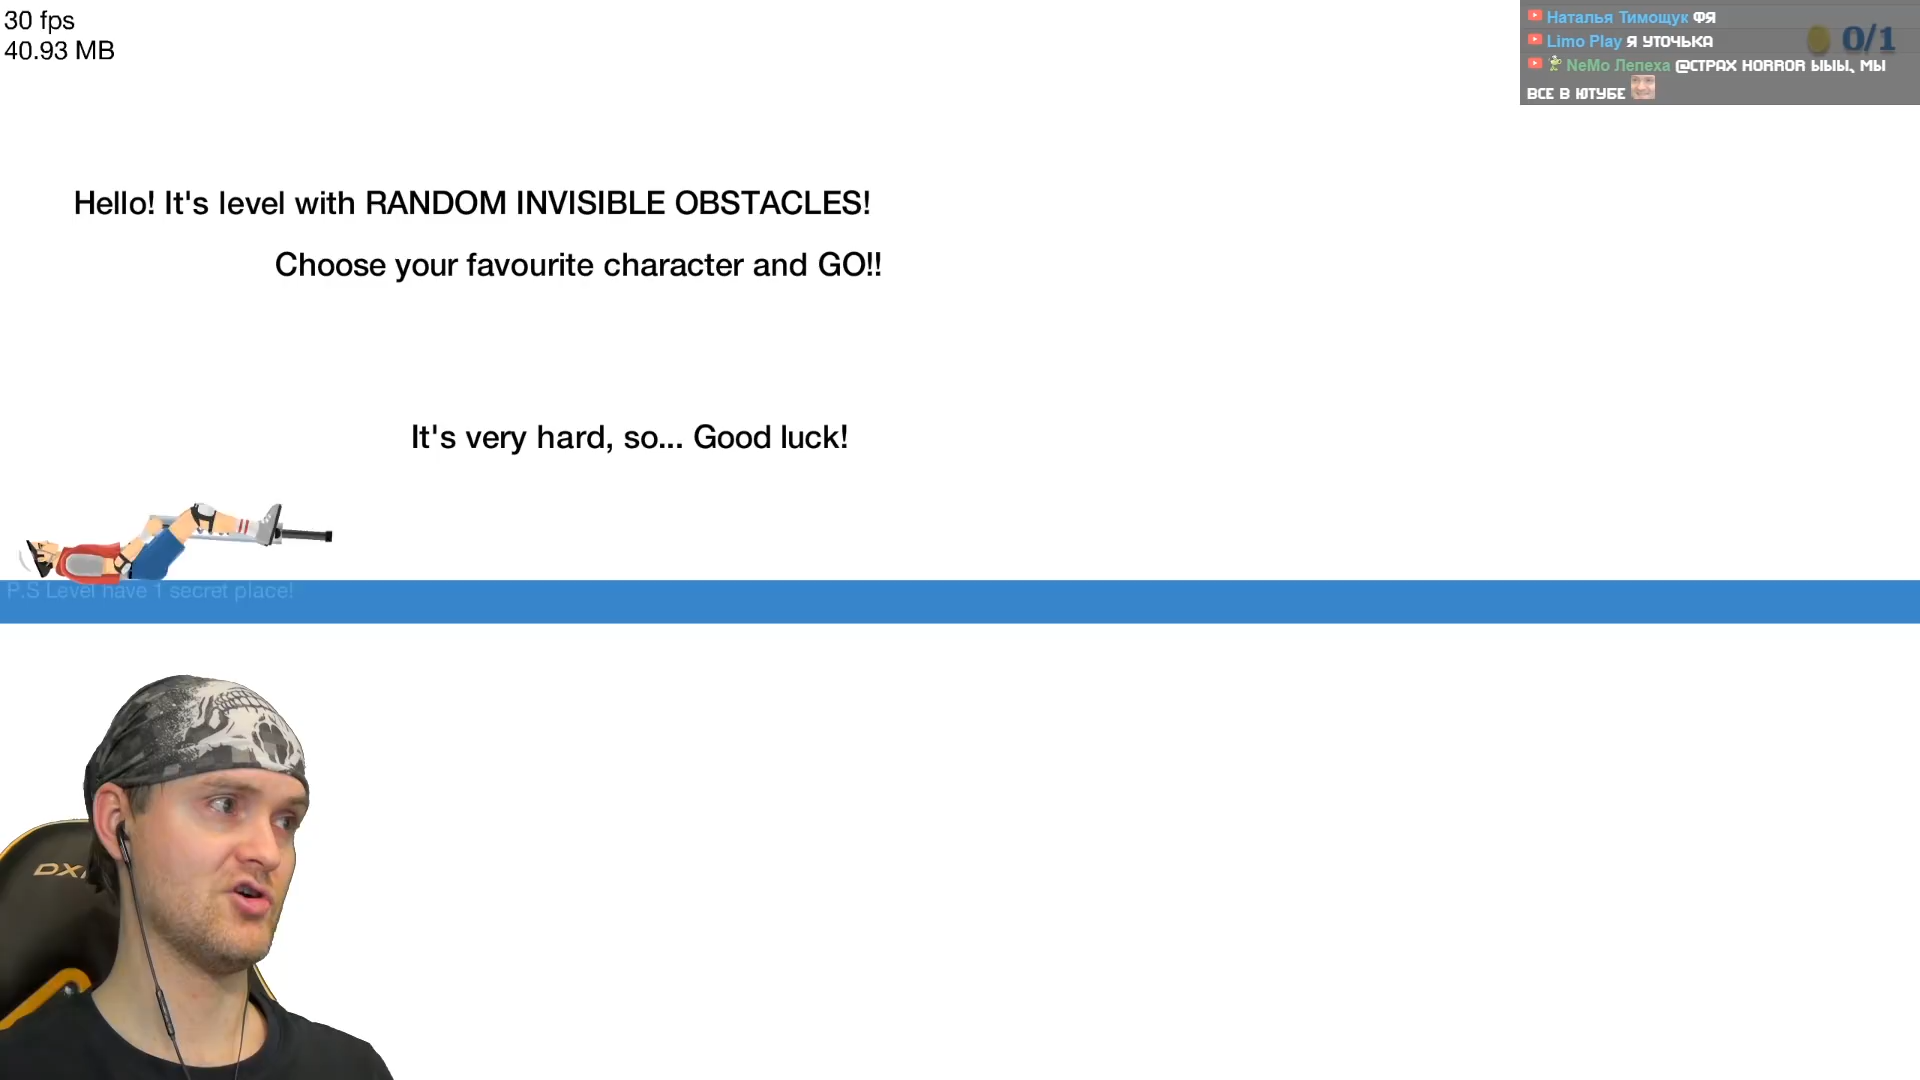 30 fps
40.93 MB
Наталья Тимощук ФЯ
Limo Play Я УТОЧЬКА
NeMo Лепеха @СТРАХ HORROR ЫЫЫ, МЫ
ВСЕ В ЮТУБЕ
0/1
Hello! It's level with RANDOM INVISIBLE OBSTACLES!
Choose your favourite character and GO!!
It's very hard, so... Good luck!
P.S Level have 1 secret place!